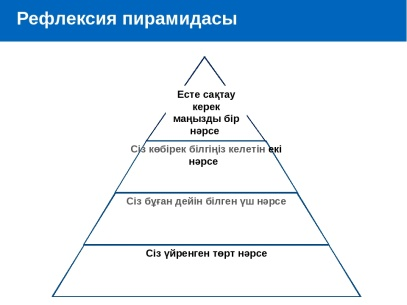 Рефлексия пирамидасы
Есте сақтау
керек
маңызды бір
нәрсе
Сіз көбірек білгіңіз келетін екі
нәрсе
Сіз бұған дейін білген үш нәрсе
Сіз үйренген төрт нәрсе